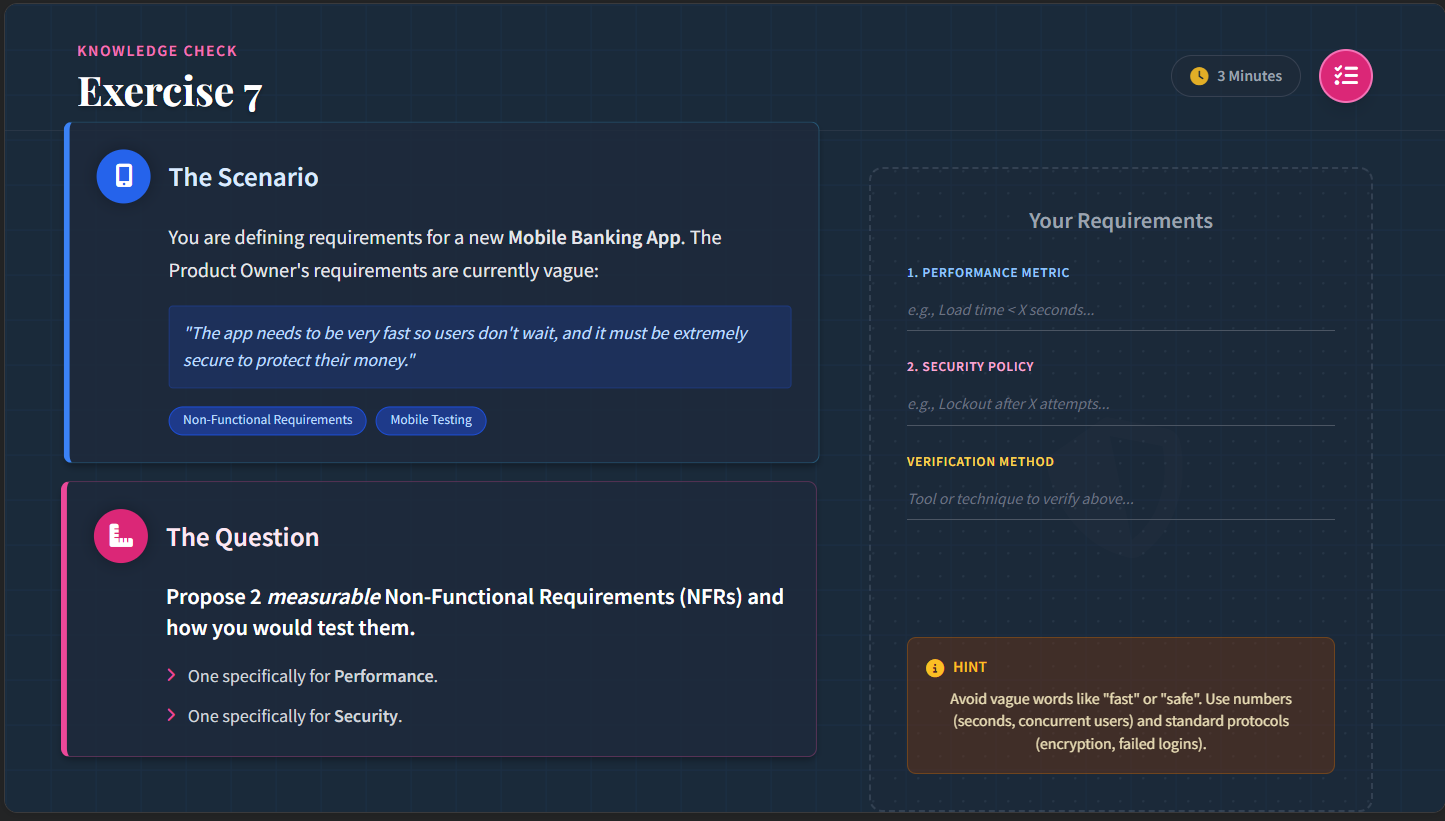 KNOWLEDGE CHECK
Exercise 7
3 Minutes
The Scenario
You are defining requirements for a new Mobile Banking App. The
Product Owner's requirements are currently vague:
"The app needs to be very fast so users don't wait, and it must be extremely
secure to protect their money."
Non-Functional Requirements
Mobile Testing
The Question
Propose 2 measurable Non-Functional Requirements (NFRs) and
how you would test them.
One specifically for Performance.
One specifically for Security.
Your Requirements
1. PERFORMANCE METRIC
e.g., Load time < X seconds...
2. SECURITY POLICY
e.g., Lockout after X attempts...
VERIFICATION METHOD
Tool or technique to verify above...
HINT
Avoid vague words like "fast" or "safe". Use numbers
(seconds, concurrent users) and standard protocols
(encryption, failed logins).